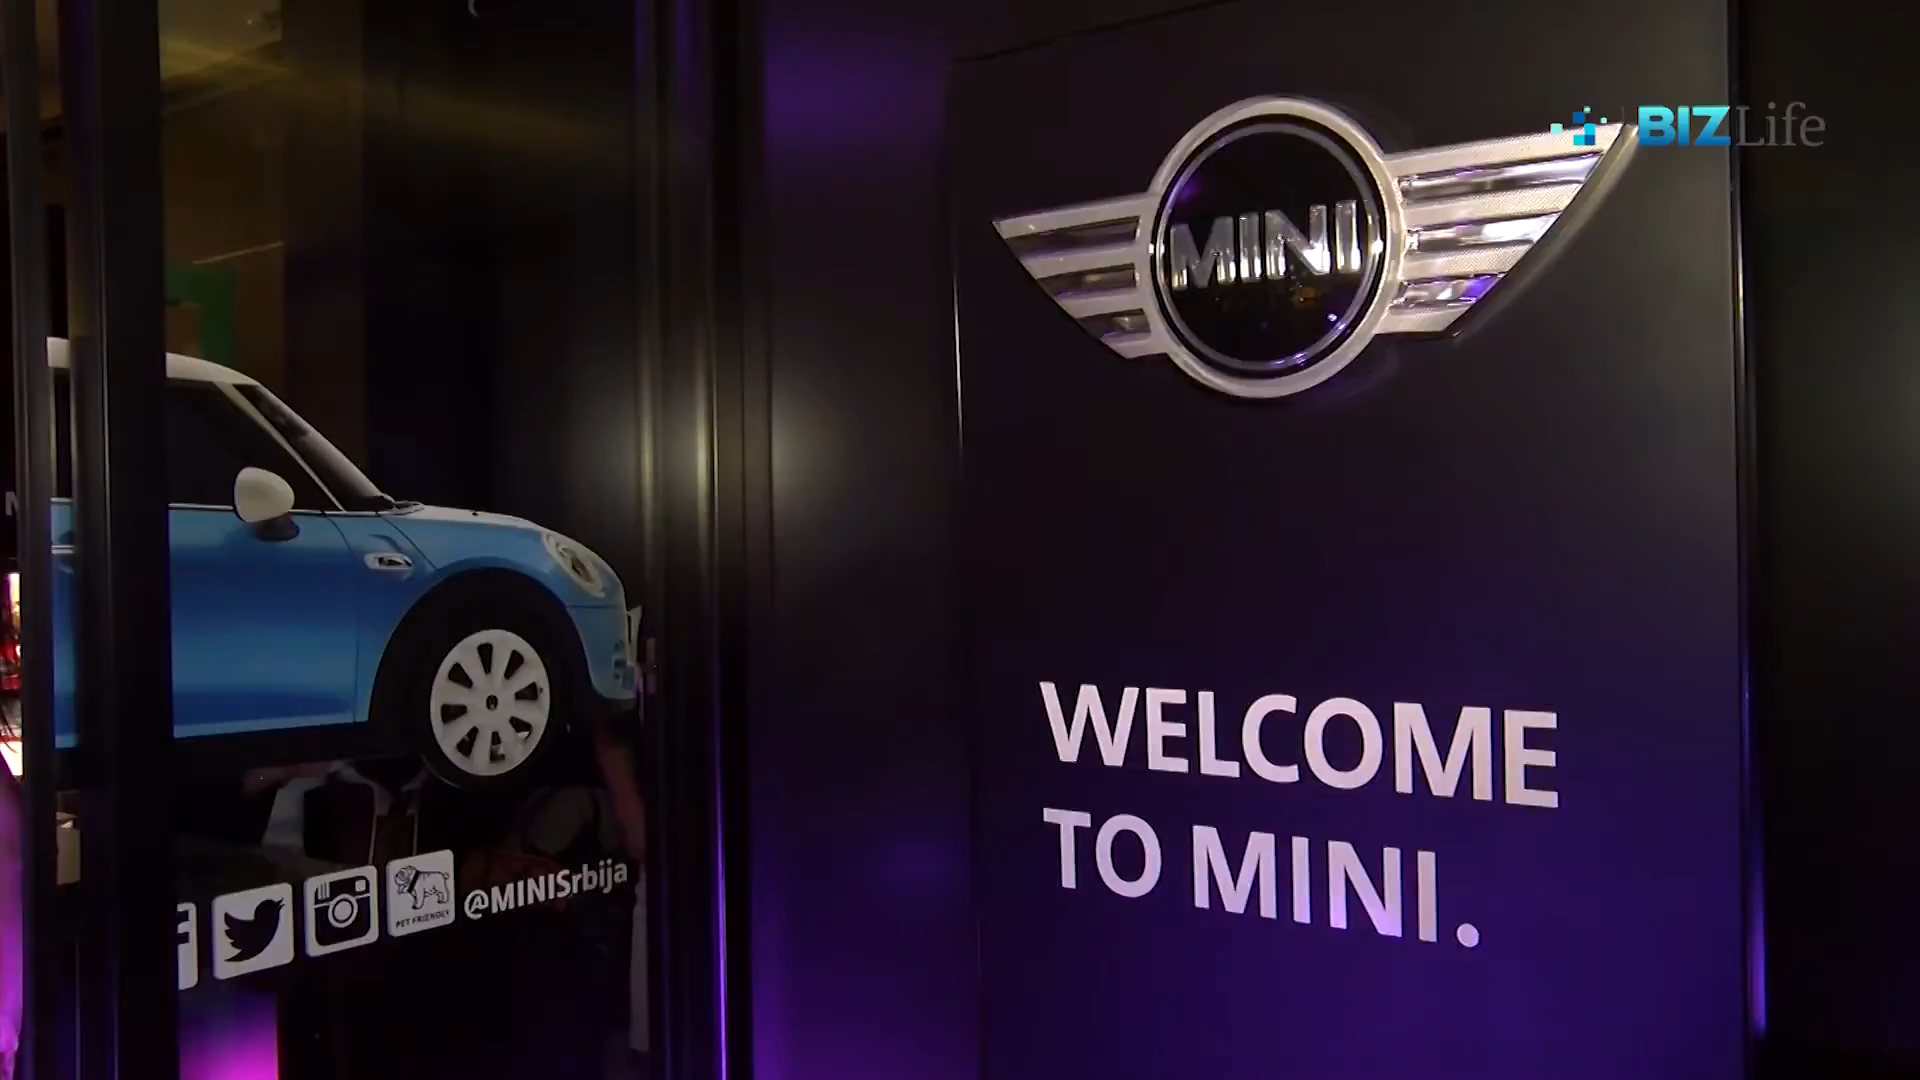 BIZLife
MINI
WELCOME
TO MINI.
PET FRIENDLY
@MINISrbija